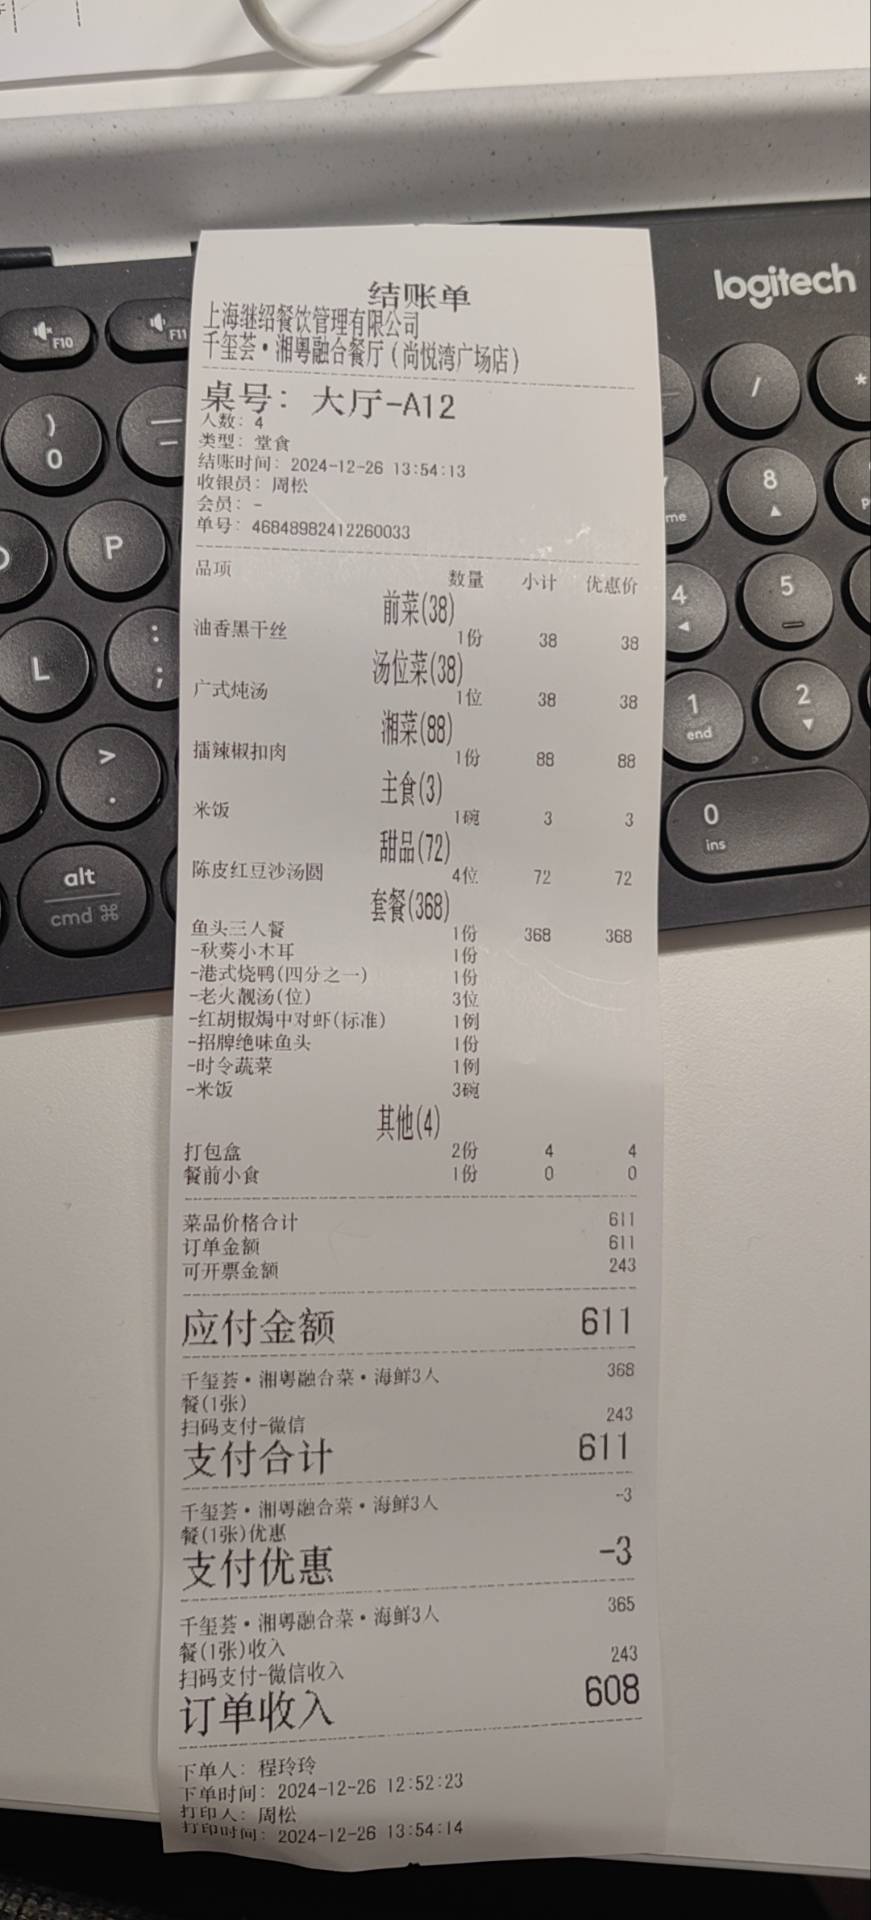 结账单
上海继绍餐饮管理有限公司
千玺荟·湘粤融合餐厅(尚悦湾广场店)
桌号: 大厅-A12
人数: 4
类型: 堂食
结账时间: 2024-12-26 13:54:13
收银员: 周松
会员: -
单号: 46848982412260033
品项 数量 小计 优惠价
前菜(38)
油香黑干丝 1份 38 38
汤位菜(38)
广式炖汤 1位 38 38
湘菜(88)
擂辣椒扣肉 1份 88 88
主食(3)
米饭 1碗 3 3
甜品(72)
陈皮红豆沙汤圆 4位 72 72
套餐(368)
鱼头三人餐 1份 368 368
-秋葵小木耳 1份
-港式烧鸭(四分之一) 1份
-老火靓汤(位) 3位
-红胡椒焗中对虾(标准) 1例
-招牌绝味鱼头 1份
-时令蔬菜 1例
-米饭 3碗
其他(4)
打包盒 2份 4 4
餐前小食 1份 0 0
菜品价格合计 611
订单金额 611
可开票金额 243
应付金额 611
千玺荟·湘粤融合菜·海鲜3人 368
餐(1张)
扫码支付-微信 243
支付合计 611
千玺荟·湘粤融合菜·海鲜3人 -3
餐(1张)优惠
支付优惠 -3
千玺荟·湘粤融合菜·海鲜3人 365
餐(1张)收入
扫码支付-微信收入 243
订单收入 608
下单人: 程玲玲
下单时间: 2024-12-26 12:52:23
打印人: 周松
打印时间: 2024-12-26 13:54:14
logitech
F10
F11
)
0
P
L
:
;
>
.
alt
cmd ⌘
/
*
8
4
5
1
end
2
0
ins